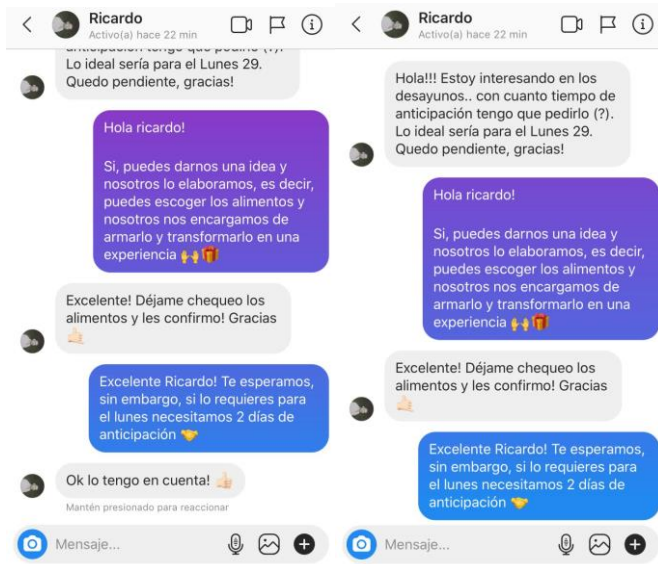 Ricardo
Activo(a) hace 22 min
anticipación tengo que pedirlo (?).
Lo ideal sería para el Lunes 29.
Quedo pendiente, gracias!
Hola ricardo!
Si, puedes darnos una idea y
nosotros lo elaboramos, es decir,
puedes escoger los alimentos y
nosotros nos encargamos de
armarlo y transformarlo en una
experiencia 🙌🎁
Excelente! Déjame chequeo los
alimentos y les confirmo! Gracias
🤙🏻
Excelente Ricardo! Te esperamos,
sin embargo, si lo requieres para
el lunes necesitamos 2 días de
anticipación 🤝
Ok lo tengo en cuenta! 👍🏻
Mantén presionado para reaccionar
Mensaje...
Ricardo
Activo(a) hace 22 min
Hola!!! Estoy interesando en los
desayunos.. con cuanto tiempo de
anticipación tengo que pedirlo (?).
Lo ideal sería para el Lunes 29.
Quedo pendiente, gracias!
Hola ricardo!
Si, puedes darnos una idea y
nosotros lo elaboramos, es decir,
puedes escoger los alimentos y
nosotros nos encargamos de
armarlo y transformarlo en una
experiencia 🙌🎁
Excelente! Déjame chequeo los
alimentos y les confirmo! Gracias
🤙🏻
Excelente Ricardo! Te esperamos,
sin embargo, si lo requieres para
el lunes necesitamos 2 días de
anticipación 🤝
Mensaje...